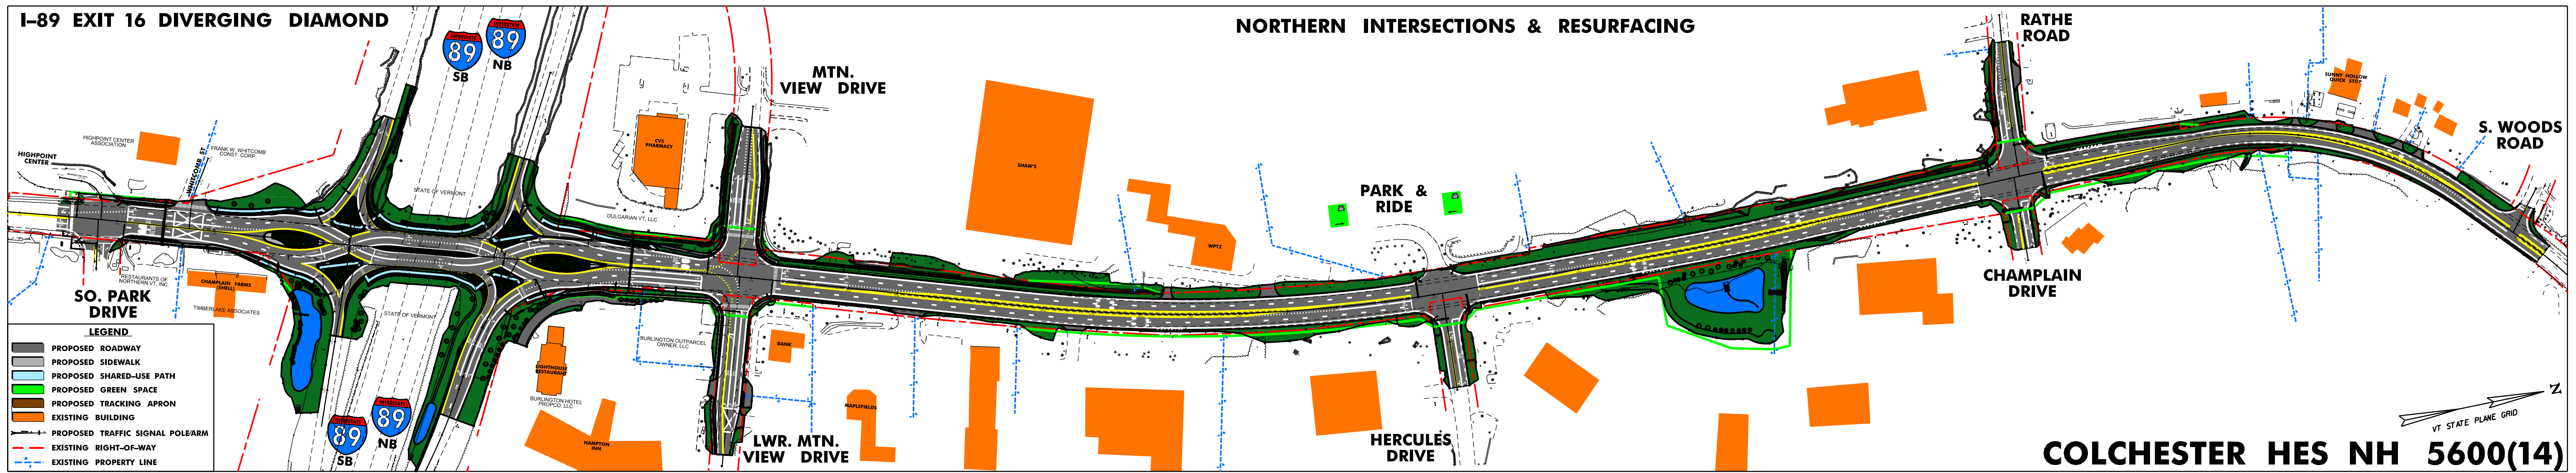 I-89 EXIT 16 DIVERGING DIAMOND
NORTHERN INTERSECTIONS & RESURFACING
RATHE
ROAD
INTERSTATE
89
SB
INTERSTATE
89
NB
MTN.
VIEW DRIVE
SUNNY HOLLOW
QUICK STOP
S. WOODS
ROAD
HIGHPOINT CENTER
ASSOCIATION
HIGHPOINT
CENTER
WHITCOMB ST
FRANK W. WHITCOMB
CONST. CORP.
STATE OF VERMONT
CVS
PHARMACY
DULGARIAN VT, LLC
SHAW'S
WPTZ
PARK &
RIDE
SO. PARK
DRIVE
RESTAURANTS OF
NORTHERN VT, INC.
CHAMPLAIN FARMS
(SHELL)
TIMBERLAKE ASSOCIATES
STATE OF VERMONT
CHAMPLAIN
DRIVE
LEGEND
PROPOSED ROADWAY
PROPOSED SIDEWALK
PROPOSED SHARED-USE PATH
PROPOSED GREEN SPACE
PROPOSED TRACKING APRON
EXISTING BUILDING
PROPOSED TRAFFIC SIGNAL POLE/ARM
EXISTING RIGHT-OF-WAY
EXISTING PROPERTY LINE
INTERSTATE
89
SB
INTERSTATE
89
NB
LIGHTHOUSE
RESTAURANT
BURLINGTON HOTEL
PROPCO, LLC
HAMPTON
INN
BURLINGTON OUTPARCEL
OWNER, LLC
BANK
MAPLEFIELDS
LWR. MTN.
VIEW DRIVE
HERCULES
DRIVE
Z
VT STATE PLANE GRID
COLCHESTER HES NH 5600(14)